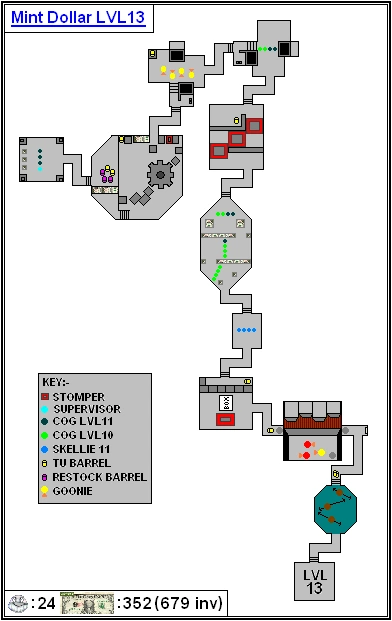 Mint Dollar LVL13
BOX
KEY:-
STOMPER
SUPERVISOR
COG LVL11
COG LVL10
SKELLIE 11
TU BARREL
RESTOCK BARREL
GOONIE
LVL
13
:24 :352 (679 inv)